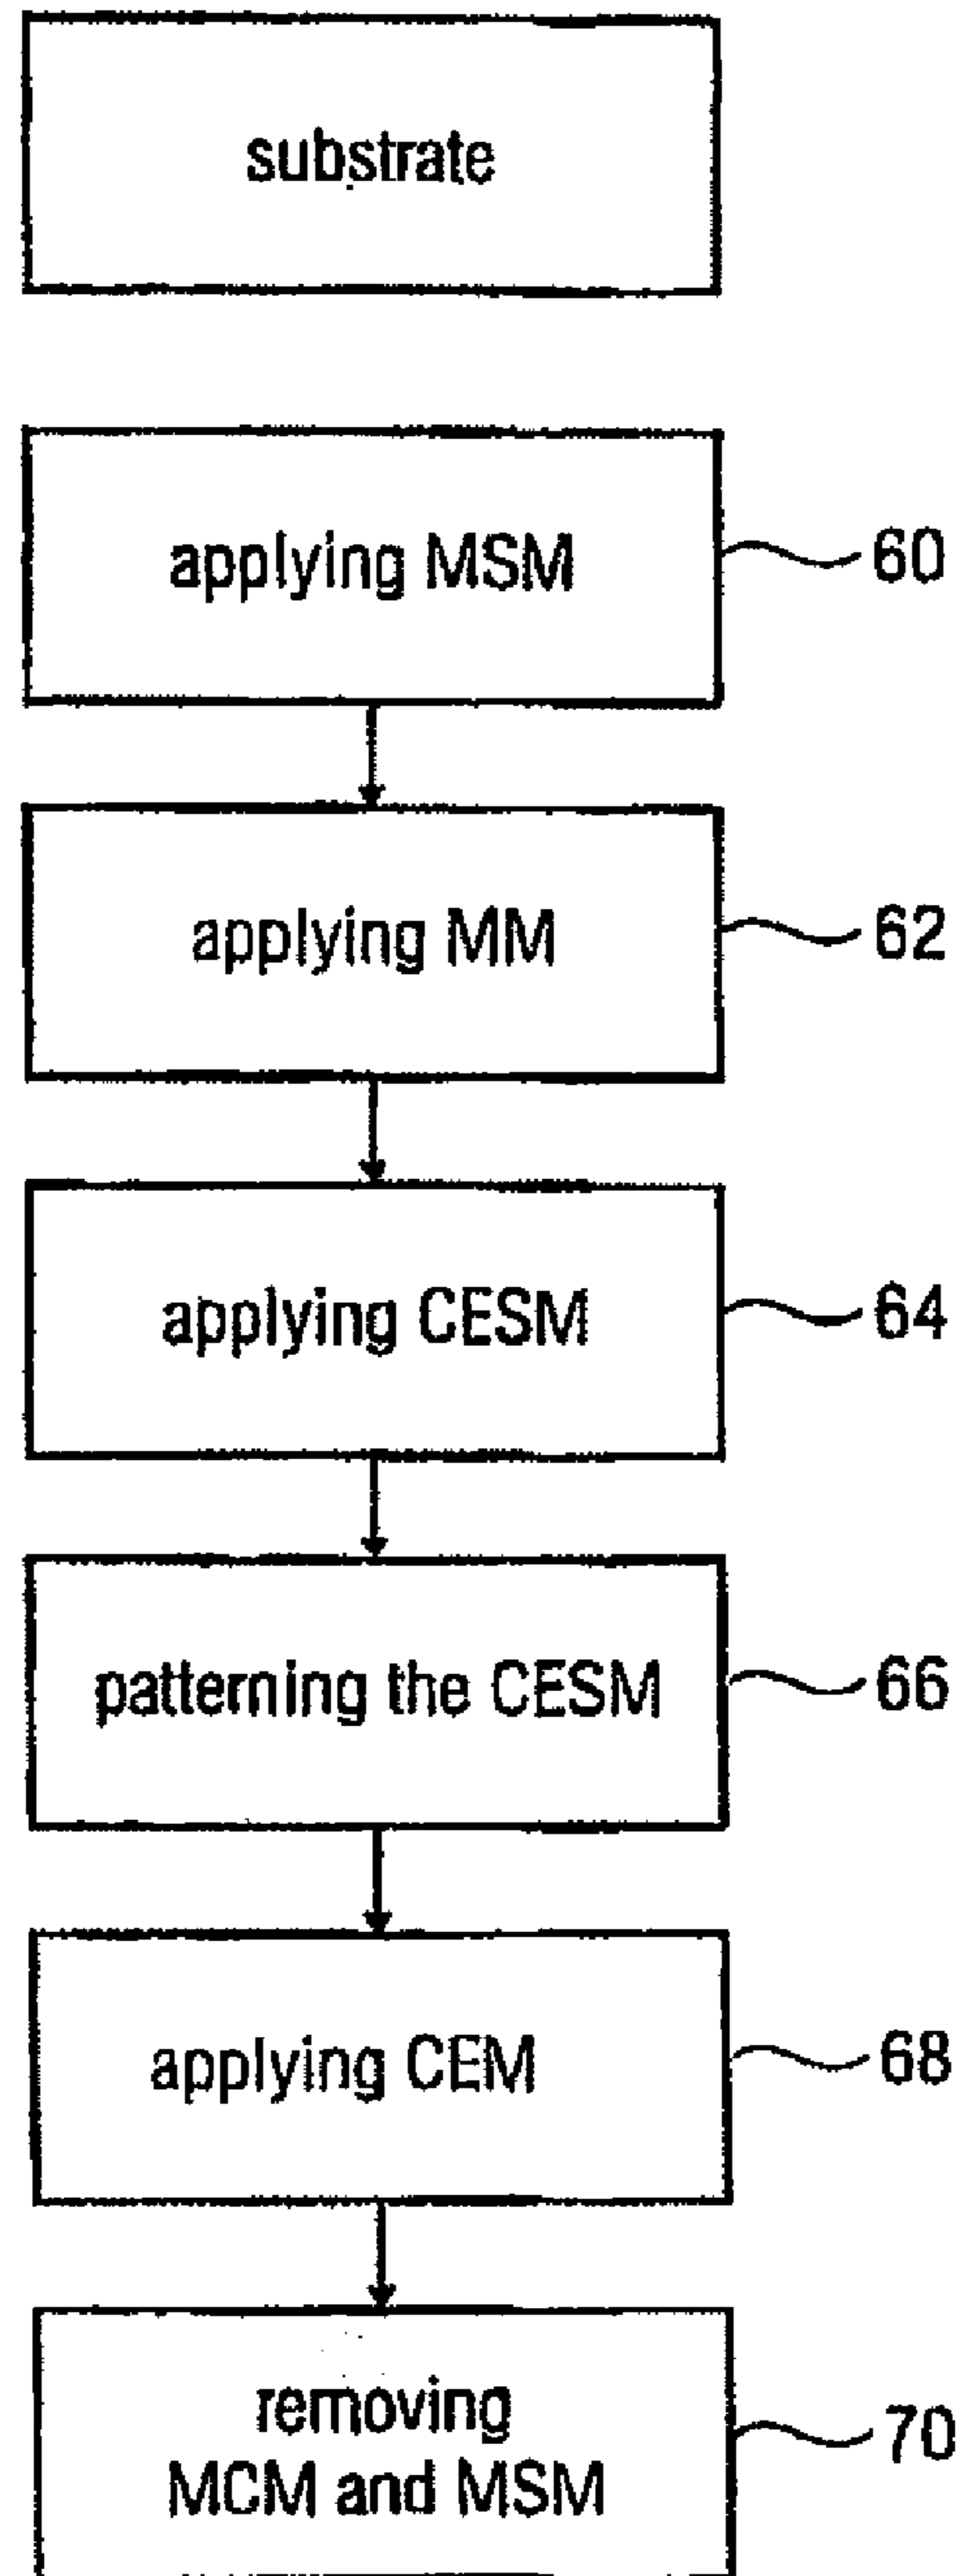 substrate
applying MSM
60
applying MM
62
applying CESM
64
patterning the CESM
66
applying CEM
68
removing
MCM and MSM
70